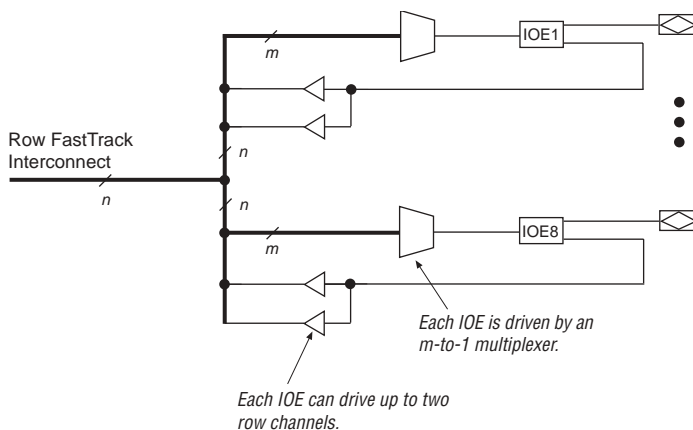 m
IOE1
n
Row FastTrack
Interconnect
n
n
m
IOE8
Each IOE is driven by an
m-to-1 multiplexer.
Each IOE can drive up to two
row channels.